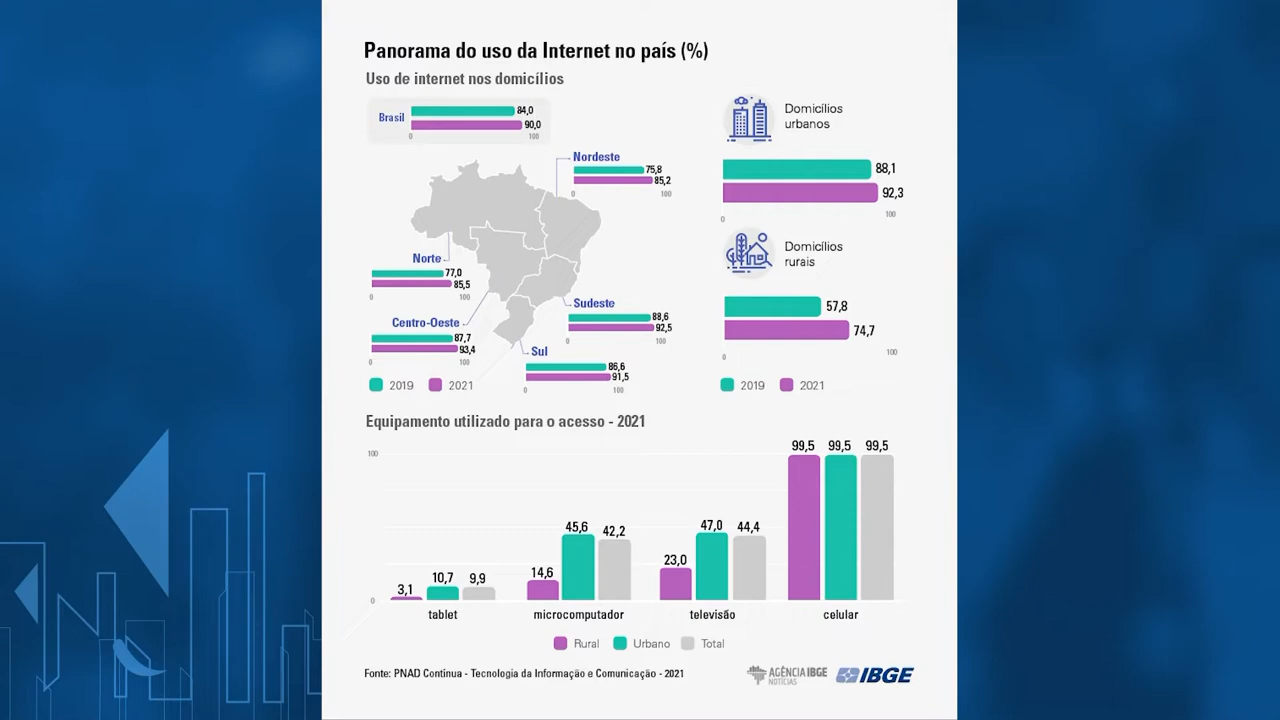 Panorama do uso da Internet no país (%)
Uso de internet nos domicílios
Brasil
84,0
90,0
0
100
Nordeste
75,8
85,2
0
100
Norte
77,0
85,5
0
100
Centro-Oeste
87,7
93,4
0
100
Sudeste
88,6
92,5
0
100
Sul
86,6
91,5
0
100
2019
2021
Domicílios
urbanos
88,1
92,3
0
100
Domicílios
rurais
57,8
74,7
0
100
2019
2021
Equipamento utilizado para o acesso - 2021
100
0
3,1
10,7
9,9
tablet
14,6
45,6
42,2
microcomputador
23,0
47,0
44,4
televisão
99,5
99,5
99,5
celular
Rural
Urbano
Total
Fonte: PNAD Contínua - Tecnologia da Informação e Comunicação - 2021
AGÊNCIA IBGE
NOTÍCIAS
IBGE